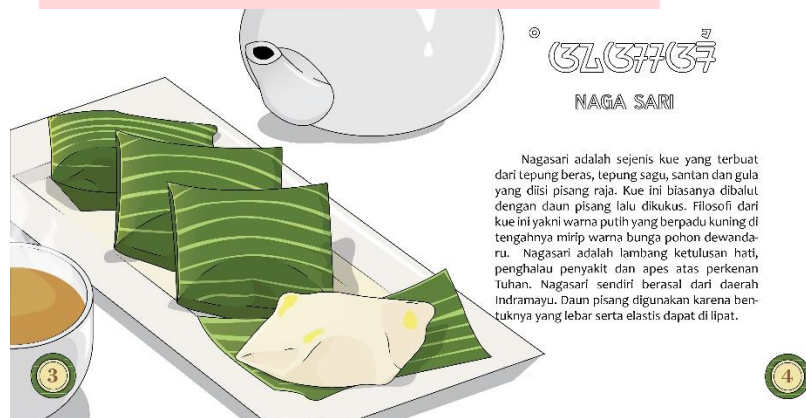 NAGA SARI
Nagasari adalah sejenis kue yang terbuat
dari tepung beras, tepung sagu, santan dan gula
yang diisi pisang raja. Kue ini biasanya dibalut
dengan daun pisang lalu dikukus. Filosofi dari
kue ini yakni warna putih yang berpadu kuning di
tengahnya mirip warna bunga pohon dewanda-
ru. Nagasari adalah lambang ketulusan hati,
penghalau penyakit dan apes atas perkenan
Tuhan. Nagasari sendiri berasal dari daerah
Indramayu. Daun pisang digunakan karena ben-
tuknya yang lebar serta elastis dapat di lipat.
3
4